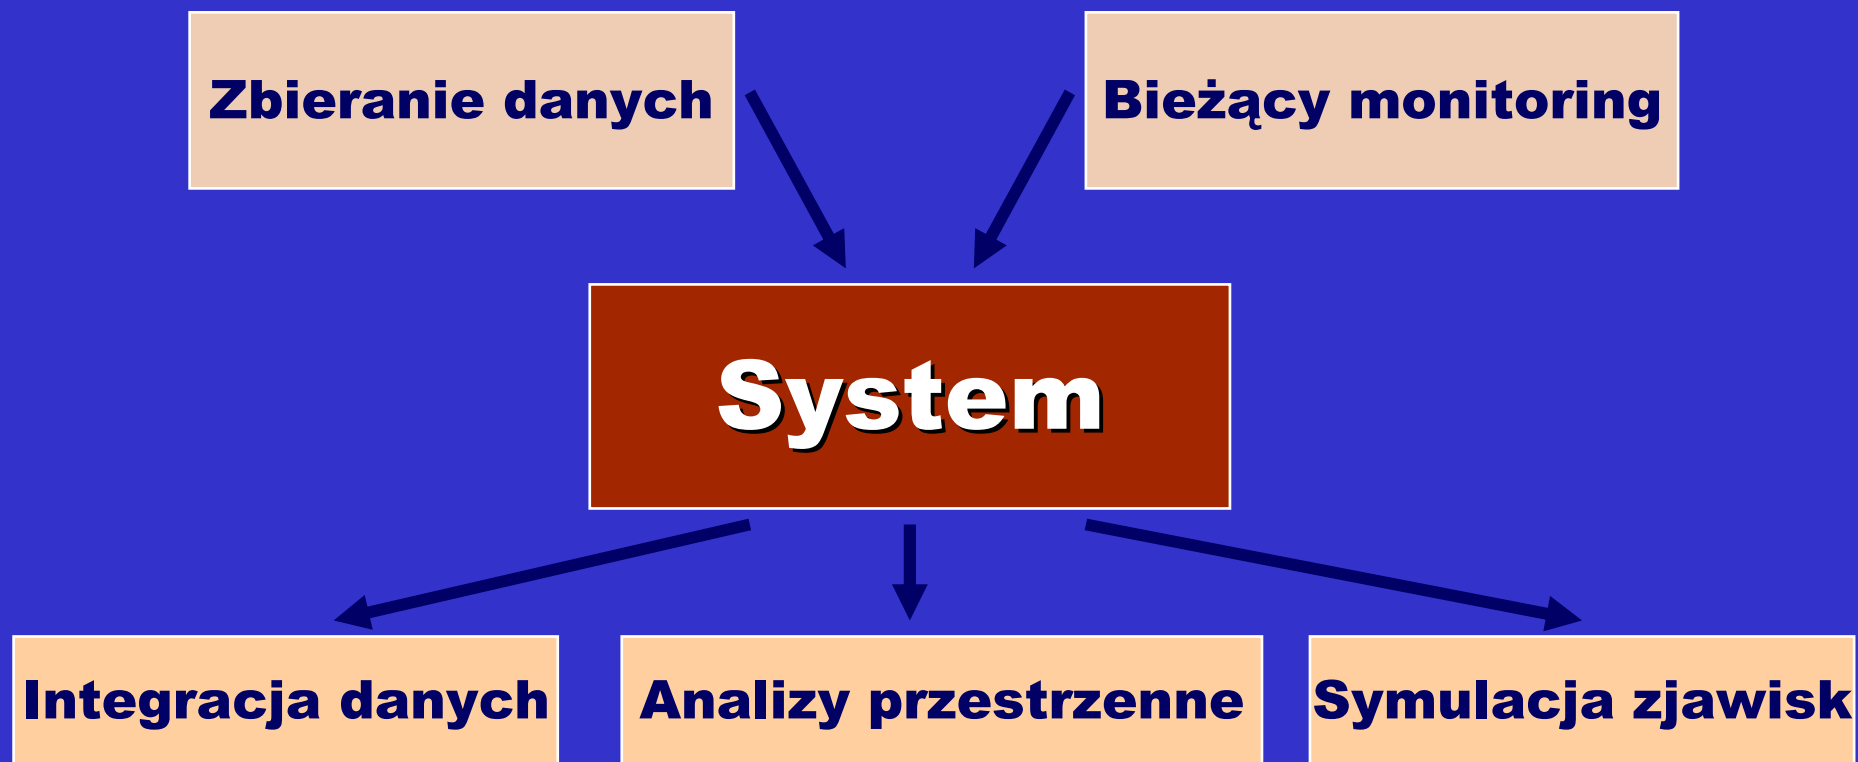 Zbieranie danych
Bieżący monitoring
System
Integracja danych
Analizy przestrzenne
Symulacja zjawisk